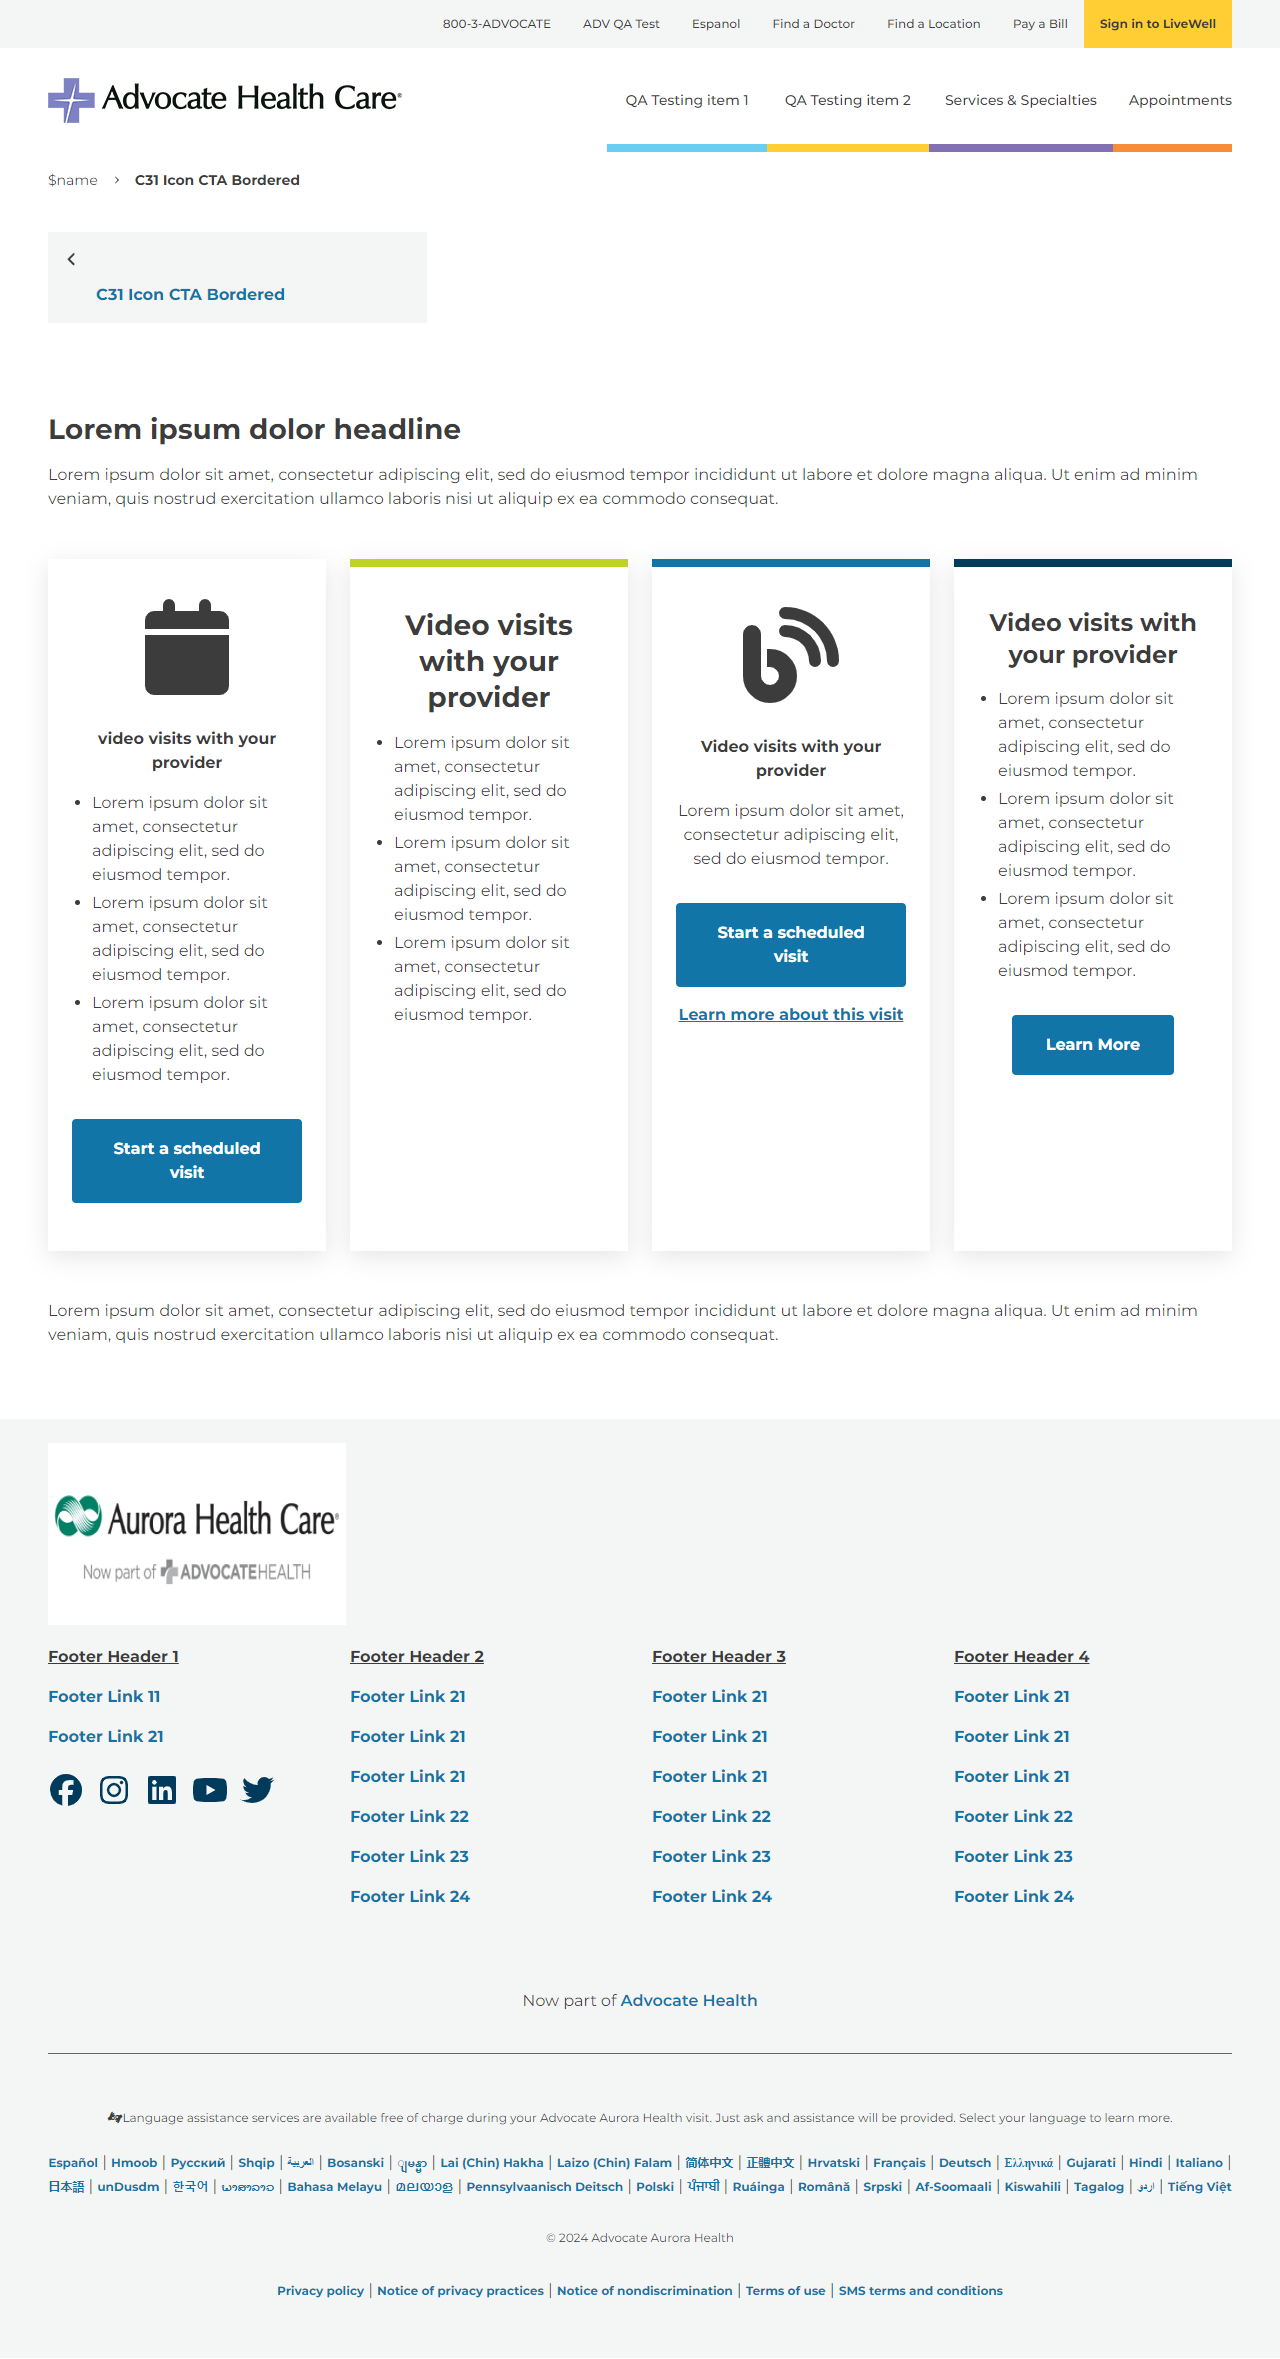 800-3-ADVOCATE ADV QA Test Espanol Find a Doctor Find a Location Pay a Bill Sign in to LiveWell
Advocate Health Care®
QA Testing item 1 QA Testing item 2 Services & Specialties Appointments
$name > C31 Icon CTA Bordered
C31 Icon CTA Bordered
Lorem ipsum dolor headline
Lorem ipsum dolor sit amet, consectetur adipiscing elit, sed do eiusmod tempor incididunt ut labore et dolore magna aliqua. Ut enim ad minim
veniam, quis nostrud exercitation ullamco laboris nisi ut aliquip ex ea commodo consequat.
video visits with your
provider
• Lorem ipsum dolor sit
amet, consectetur
adipiscing elit, sed do
eiusmod tempor.
• Lorem ipsum dolor sit
amet, consectetur
adipiscing elit, sed do
eiusmod tempor.
• Lorem ipsum dolor sit
amet, consectetur
adipiscing elit, sed do
eiusmod tempor.
Start a scheduled
visit
Video visits
with your
provider
• Lorem ipsum dolor sit
amet, consectetur
adipiscing elit, sed do
eiusmod tempor.
• Lorem ipsum dolor sit
amet, consectetur
adipiscing elit, sed do
eiusmod tempor.
• Lorem ipsum dolor sit
amet, consectetur
adipiscing elit, sed do
eiusmod tempor.
Video visits with your
provider
Lorem ipsum dolor sit amet,
consectetur adipiscing elit,
sed do eiusmod tempor.
Start a scheduled
visit
Learn more about this visit
Video visits with
your provider
• Lorem ipsum dolor sit
amet, consectetur
adipiscing elit, sed do
eiusmod tempor.
• Lorem ipsum dolor sit
amet, consectetur
adipiscing elit, sed do
eiusmod tempor.
• Lorem ipsum dolor sit
amet, consectetur
adipiscing elit, sed do
eiusmod tempor.
Learn More
Lorem ipsum dolor sit amet, consectetur adipiscing elit, sed do eiusmod tempor incididunt ut labore et dolore magna aliqua. Ut enim ad minim
veniam, quis nostrud exercitation ullamco laboris nisi ut aliquip ex ea commodo consequat.
Aurora Health Care®
Now part of ADVOCATEHEALTH
Footer Header 1
Footer Link 11
Footer Link 21
Footer Header 2
Footer Link 21
Footer Link 21
Footer Link 21
Footer Link 22
Footer Link 23
Footer Link 24
Footer Header 3
Footer Link 21
Footer Link 21
Footer Link 21
Footer Link 22
Footer Link 23
Footer Link 24
Footer Header 4
Footer Link 21
Footer Link 21
Footer Link 21
Footer Link 22
Footer Link 23
Footer Link 24
Now part of Advocate Health
Language assistance services are available free of charge during your Advocate Aurora Health visit. Just ask and assistance will be provided. Select your language to learn more.
Español | Hmoob | Русский | Shqip | العربية | Bosanski | ျမန္မာ | Lai (Chin) Hakha | Laizo (Chin) Falam | 简体中文 | 正體中文 | Hrvatski | Français | Deutsch | Ελληνικά | Gujarati | Hindi | Italiano |
日本語 | unDusdm | 한국어 | ພາສາລາວ | Bahasa Melayu | മലയാള | Pennsylvaanisch Deitsch | Polski | ਪੰਜਾਬੀ | Ruáinga | Română | Srpski | Af-Soomaali | Kiswahili | Tagalog | اردو | Tiếng Việt
© 2024 Advocate Aurora Health
Privacy policy | Notice of privacy practices | Notice of nondiscrimination | Terms of use | SMS terms and conditions